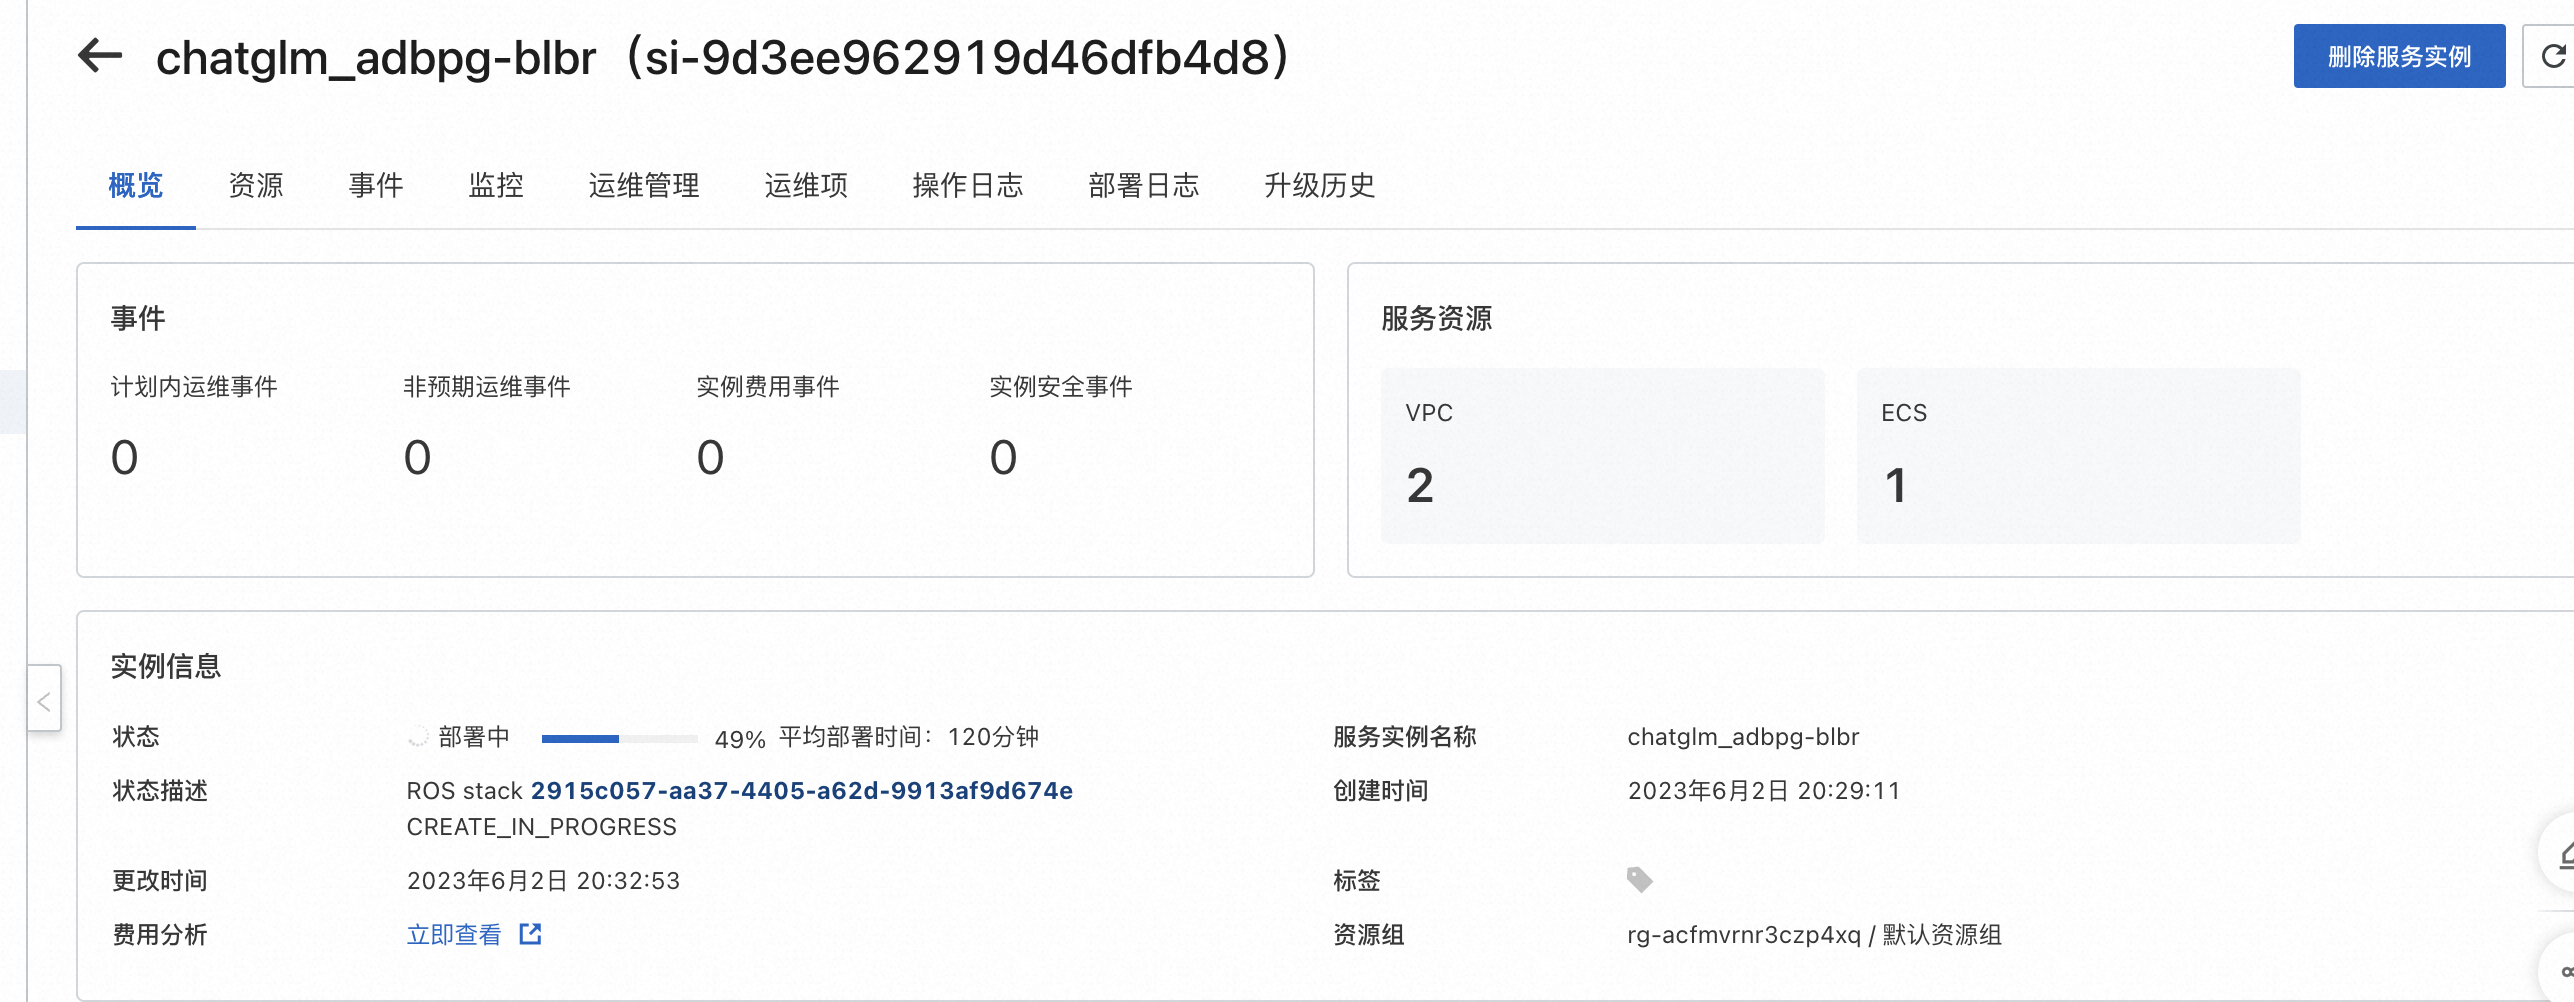 chatglm_adbpg-blbr（si-9d3ee962919d46dfb4d8）
删除服务实例
概览 资源 事件 监控 运维管理 运维项 操作日志 部署日志 升级历史
事件
计划内运维事件 非预期运维事件 实例费用事件 实例安全事件
0 0 0 0
服务资源
VPC ECS
2 1
实例信息
状态 部署中 49% 平均部署时间：120分钟
服务实例名称 chatglm_adbpg-blbr
状态描述 ROS stack 2915c057-aa37-4405-a62d-9913af9d674e
CREATE_IN_PROGRESS
创建时间 2023年6月2日 20:29:11
更改时间 2023年6月2日 20:32:53
标签
费用分析 立即查看
资源组 rg-acfmvrnr3czp4xq / 默认资源组